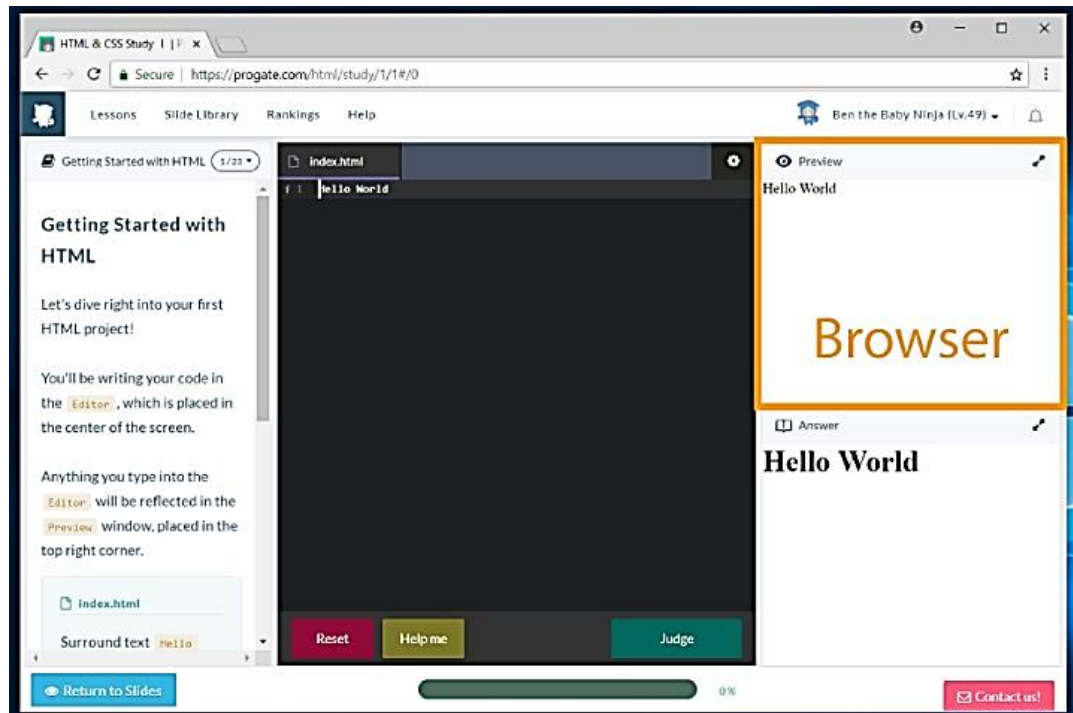 HTML & CSS Study I | P
Secure | https://progate.com/html/study/1/1#/0
Lessons Slide Library Rankings Help Ben the Baby Ninja (Lv.49)
Getting Started with HTML 1/23
Getting Started with
HTML
Let's dive right into your first
HTML project!
You'll be writing your code in
the Editor , which is placed in
the center of the screen.
Anything you type into the
Editor will be reflected in the
Preview window, placed in the
top right corner.
index.html
Surround text Hello
Return to Slides
index.html
1 Hello World
Reset Help me Judge
0%
Preview
Hello World
Browser
Answer
Hello World
Contact us!